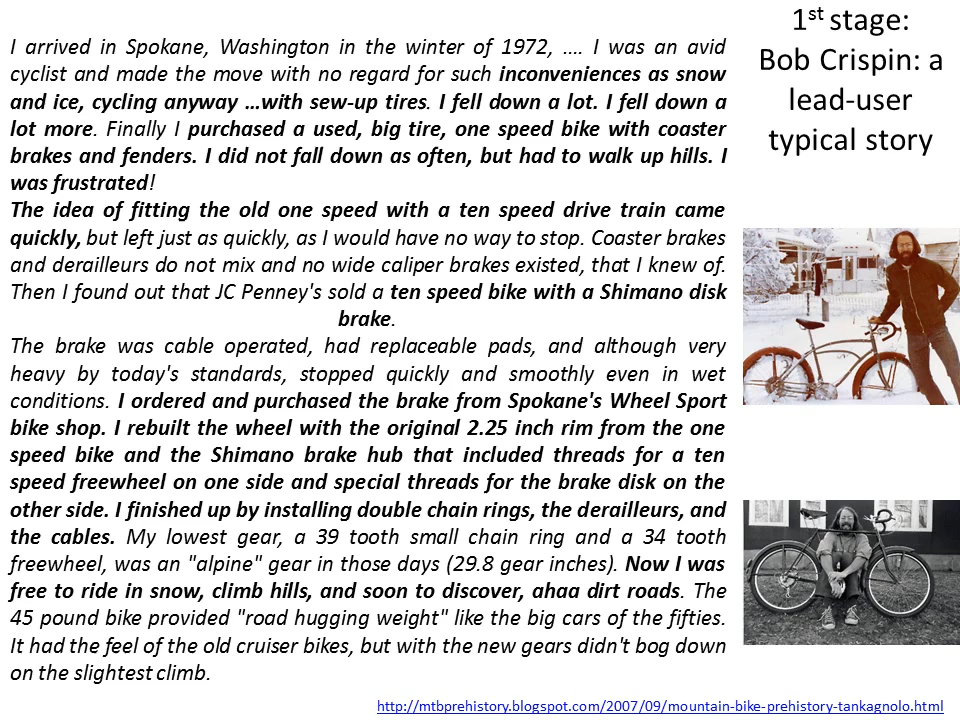 I arrived in Spokane, Washington in the winter of 1972, .... I was an avid
cyclist and made the move with no regard for such inconveniences as snow
and ice, cycling anyway …with sew-up tires. I fell down a lot. I fell down a
lot more. Finally I purchased a used, big tire, one speed bike with coaster
brakes and fenders. I did not fall down as often, but had to walk up hills. I
was frustrated!
The idea of fitting the old one speed with a ten speed drive train came
quickly, but left just as quickly, as I would have no way to stop. Coaster brakes
and derailleurs do not mix and no wide caliper brakes existed, that I knew of.
Then I found out that JC Penney's sold a ten speed bike with a Shimano disk
brake.
The brake was cable operated, had replaceable pads, and although very
heavy by today's standards, stopped quickly and smoothly even in wet
conditions. I ordered and purchased the brake from Spokane's Wheel Sport
bike shop. I rebuilt the wheel with the original 2.25 inch rim from the one
speed bike and the Shimano brake hub that included threads for a ten
speed freewheel on one side and special threads for the brake disk on the
other side. I finished up by installing double chain rings, the derailleurs, and
the cables. My lowest gear, a 39 tooth small chain ring and a 34 tooth
freewheel, was an "alpine" gear in those days (29.8 gear inches). Now I was
free to ride in snow, climb hills, and soon to discover, ahaa dirt roads. The
45 pound bike provided "road hugging weight" like the big cars of the fifties.
It had the feel of the old cruiser bikes, but with the new gears didn't bog down
on the slightest climb.
1st stage:
Bob Crispin: a
lead-user
typical story
http://mtbprehistory.blogspot.com/2007/09/mountain-bike-prehistory-tankagnolo.html